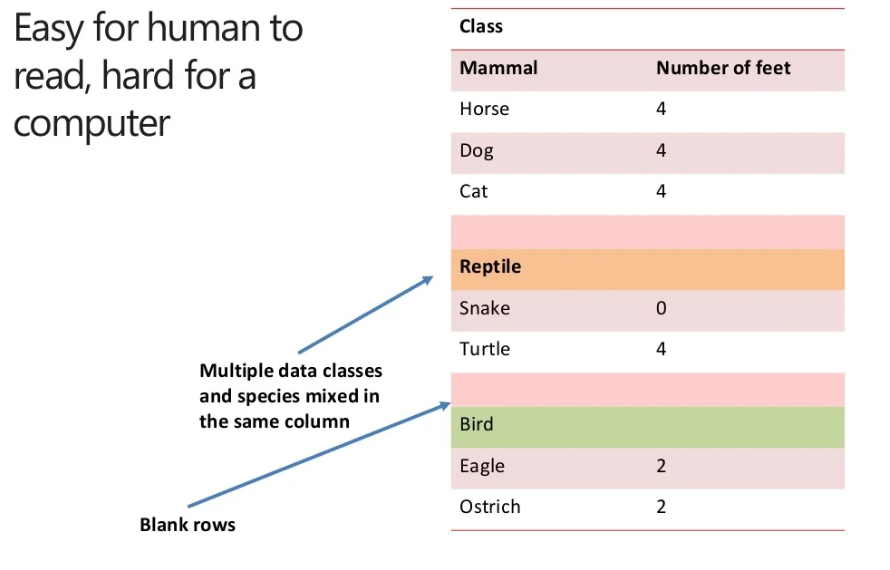 Easy for human to
read, hard for a
computer
Class
Mammal Number of feet
Horse 4
Dog 4
Cat 4
Reptile
Snake 0
Turtle 4
Bird
Eagle 2
Ostrich 2
Multiple data classes
and species mixed in
the same column
Blank rows